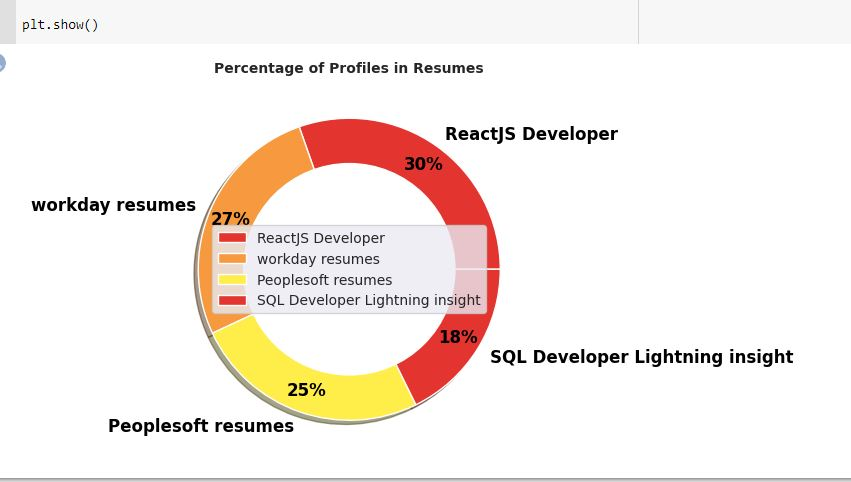 plt.show()
Percentage of Profiles in Resumes
ReactJS Developer
30%
workday resumes
27%
ReactJS Developer
workday resumes
Peoplesoft resumes
SQL Developer Lightning insight
18%
SQL Developer Lightning insight
25%
Peoplesoft resumes